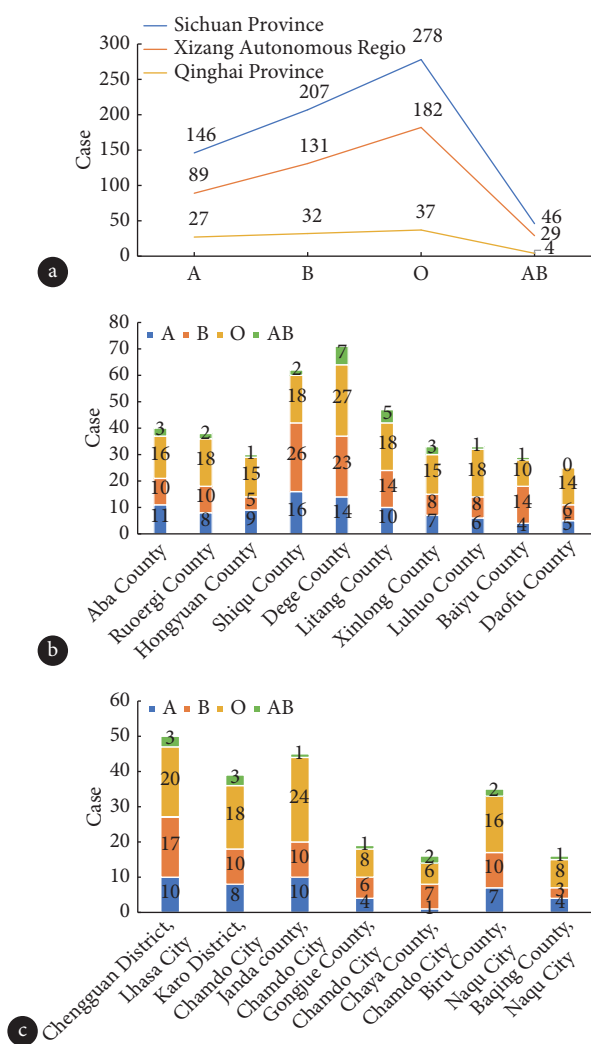 Sichuan Province
Xizang Autonomous Regio
Qinghai Province
300
250
200
150
100
50
0
Case
146
207
278
46
89
131
182
29
27
32
37
4
A
B
O
AB
a
A B O AB
80
70
60
50
40
30
20
10
0
Case
3
16
10
11
2
18
10
8
1
15
5
9
2
18
26
16
7
27
23
14
5
18
14
10
3
15
8
7
1
18
8
6
1
10
14
4
0
14
6
5
Aba County
Ruoergi County
Hongyuan County
Shiqu County
Dege County
Litang County
Xinlong County
Luhuo County
Baiyu County
Daofu County
b
A B O AB
60
50
40
30
20
10
0
Case
3
20
17
10
3
18
10
8
1
24
10
10
1
8
6
4
2
6
7
1
2
16
10
7
1
8
3
4
Chengguan District,
Lhasa City
Karo District,
Chamdo City
Janda county,
Chamdo City
Gongjue County,
Chamdo City
Chaya County,
Chamdo City
Biru County,
Naqu City
Baqing County,
Naqu City
c